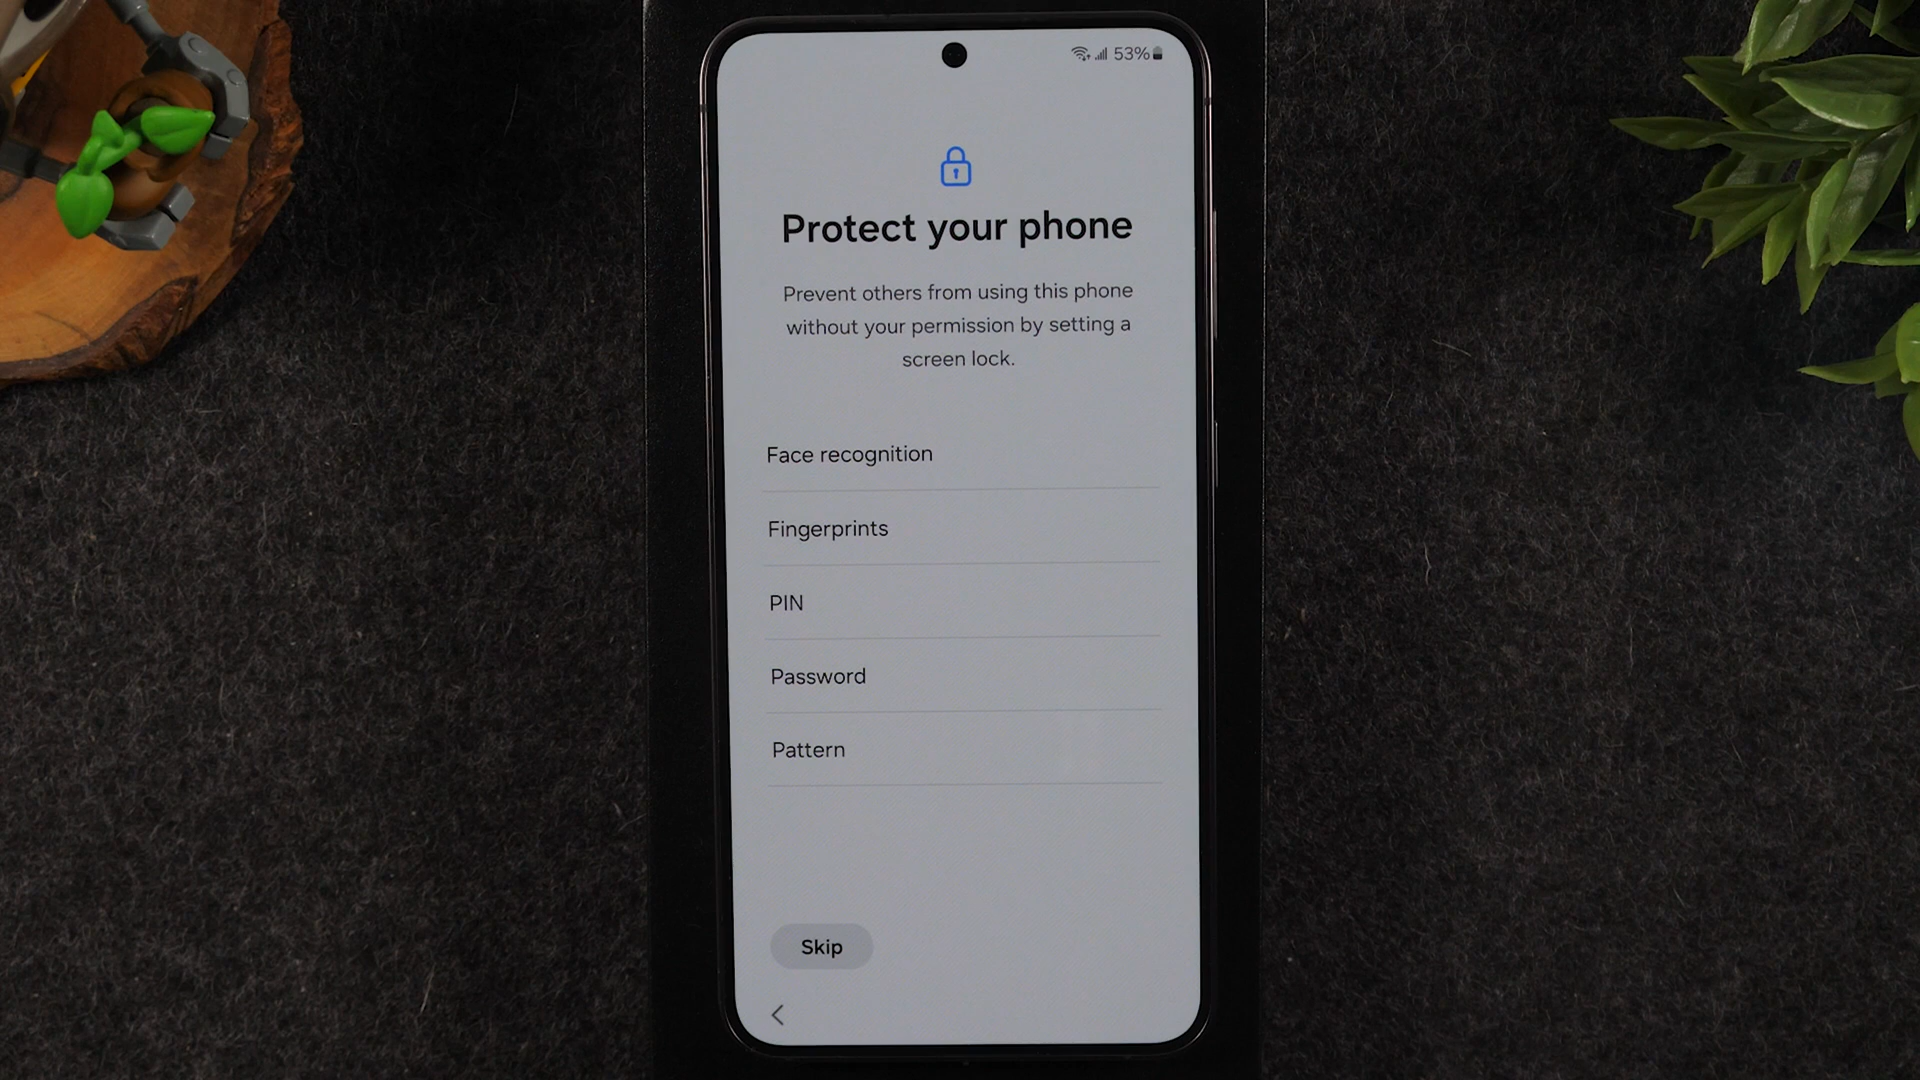 53%
Protect your phone
Prevent others from using this phone
without your permission by setting a
screen lock.
Face recognition
Fingerprints
PIN
Password
Pattern
Skip